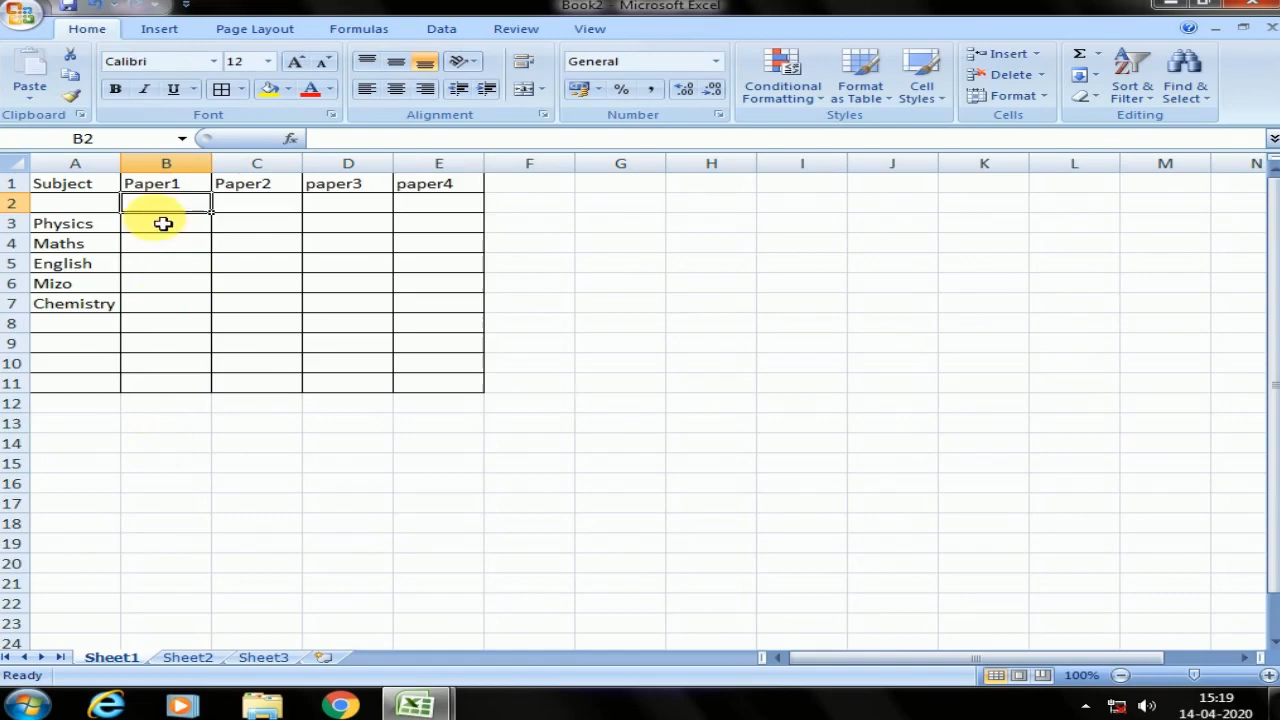 Book2 - Microsoft Excel
Home Insert Page Layout Formulas Data Review View
Paste
Calibri 12
B I U
General
% ,
Conditional Formatting
Format as Table
Cell Styles
Insert
Delete
Format
Σ
Sort & Filter
Find & Select
Clipboard Font Alignment Number Styles Cells Editing
B2 fx
A B C D E F G H I J K L M N
1 Subject Paper1 Paper2 paper3 paper4
2
3 Physics
4 Maths
5 English
6 Mizo
7 Chemistry
8
9
10
11
12
13
14
15
16
17
18
19
20
21
22
23
24
Sheet1 Sheet2 Sheet3
Ready 100%
15:19
14-04-2020